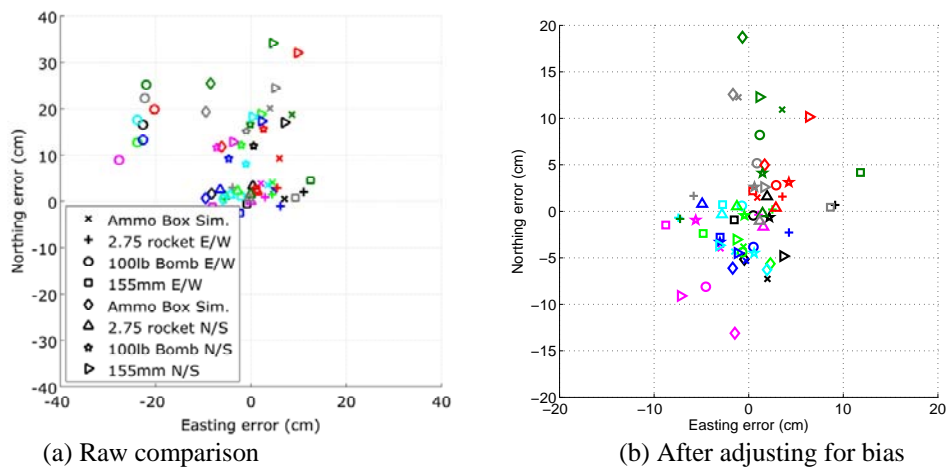 40
30
20
10
0
-10
-20
-30
-40
Northing error (cm)
Ammo Box Sim.
2.75 rocket E/W
100lb Bomb E/W
155mm E/W
Ammo Box Sim.
2.75 rocket N/S
100lb Bomb N/S
155mm N/S
-40 -20 0 20 40
Easting error (cm)
(a) Raw comparison
20
15
10
5
0
−5
−10
−15
−20
Northing error (cm)
−20 −10 0 10 20
Easting error (cm)
(b) After adjusting for bias